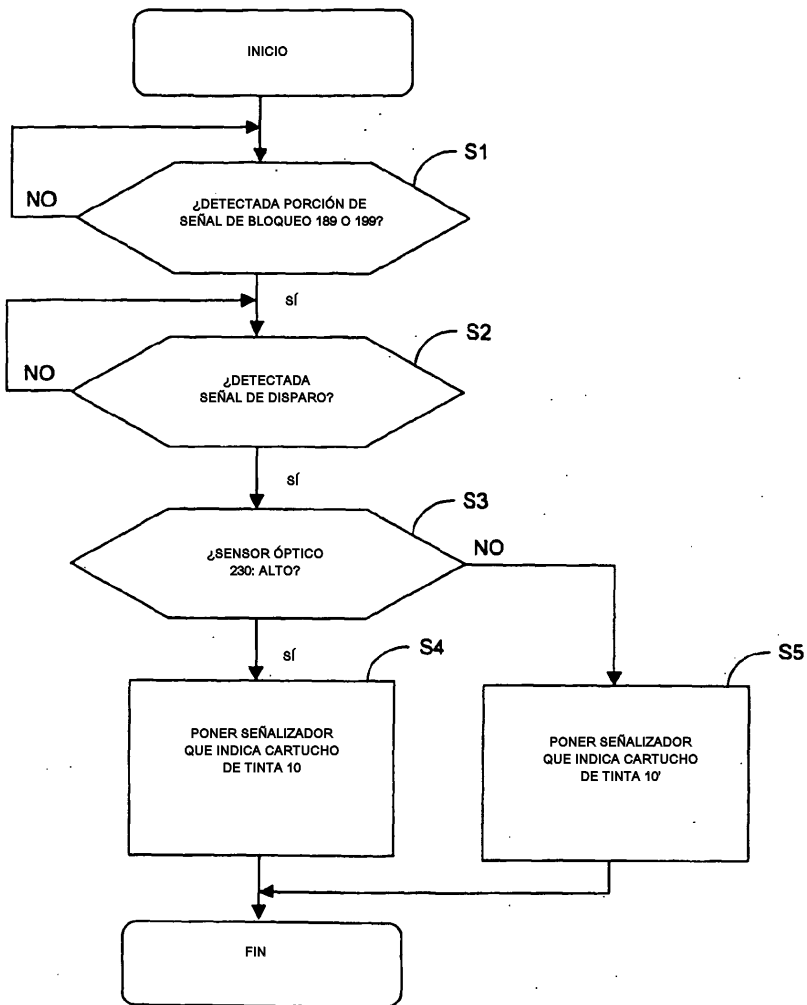 INICIO
S1
NO
¿DETECTADA PORCIÓN DE
SEÑAL DE BLOQUEO 189 O 199?
SÍ
S2
NO
¿DETECTADA
SEÑAL DE DISPARO?
SÍ
S3
¿SENSOR ÓPTICO
230: ALTO?
NO
SÍ
S4
S5
PONER SEÑALIZADOR
QUE INDICA CARTUCHO
DE TINTA 10
PONER SEÑALIZADOR
QUE INDICA CARTUCHO
DE TINTA 10'
FIN